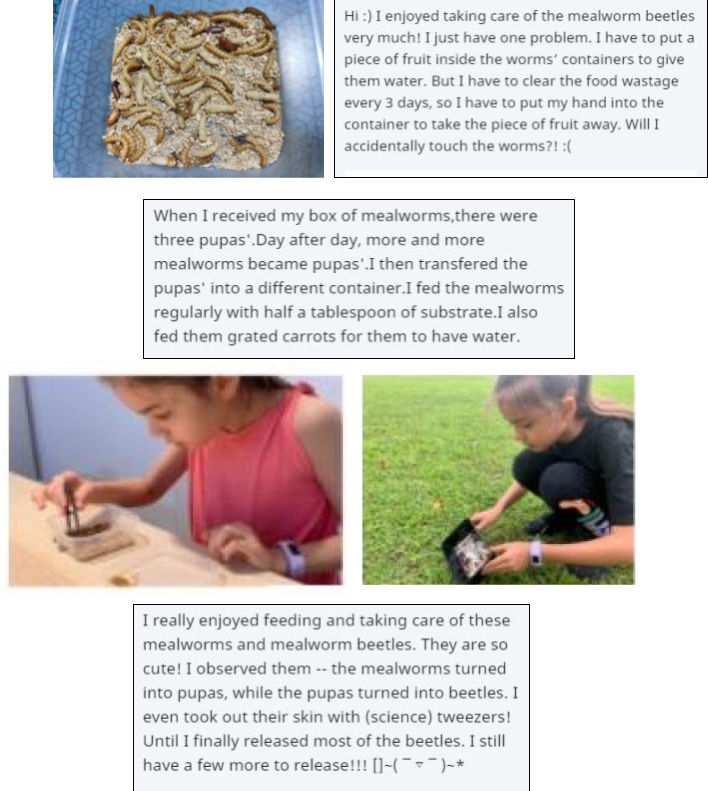 Hi :) I enjoyed taking care of the mealworm beetles
very much! I just have one problem. I have to put a
piece of fruit inside the worms' containers to give
them water. But I have to clear the food wastage
every 3 days, so I have to put my hand into the
container to take the piece of fruit away. Will I
accidentally touch the worms?! :(
When I received my box of mealworms,there were
three pupas'.Day after day, more and more
mealworms became pupas'.I then transfered the
pupas' into a different container.I fed the mealworms
regularly with half a tablespoon of substrate.I also
fed them grated carrots for them to have water.
I really enjoyed feeding and taking care of these
mealworms and mealworm beetles. They are so
cute! I observed them -- the mealworms turned
into pupas, while the pupas turned into beetles. I
even took out their skin with (science) tweezers!
Until I finally released most of the beetles. I still
have a few more to release!!! []~(￣▽￣)~*